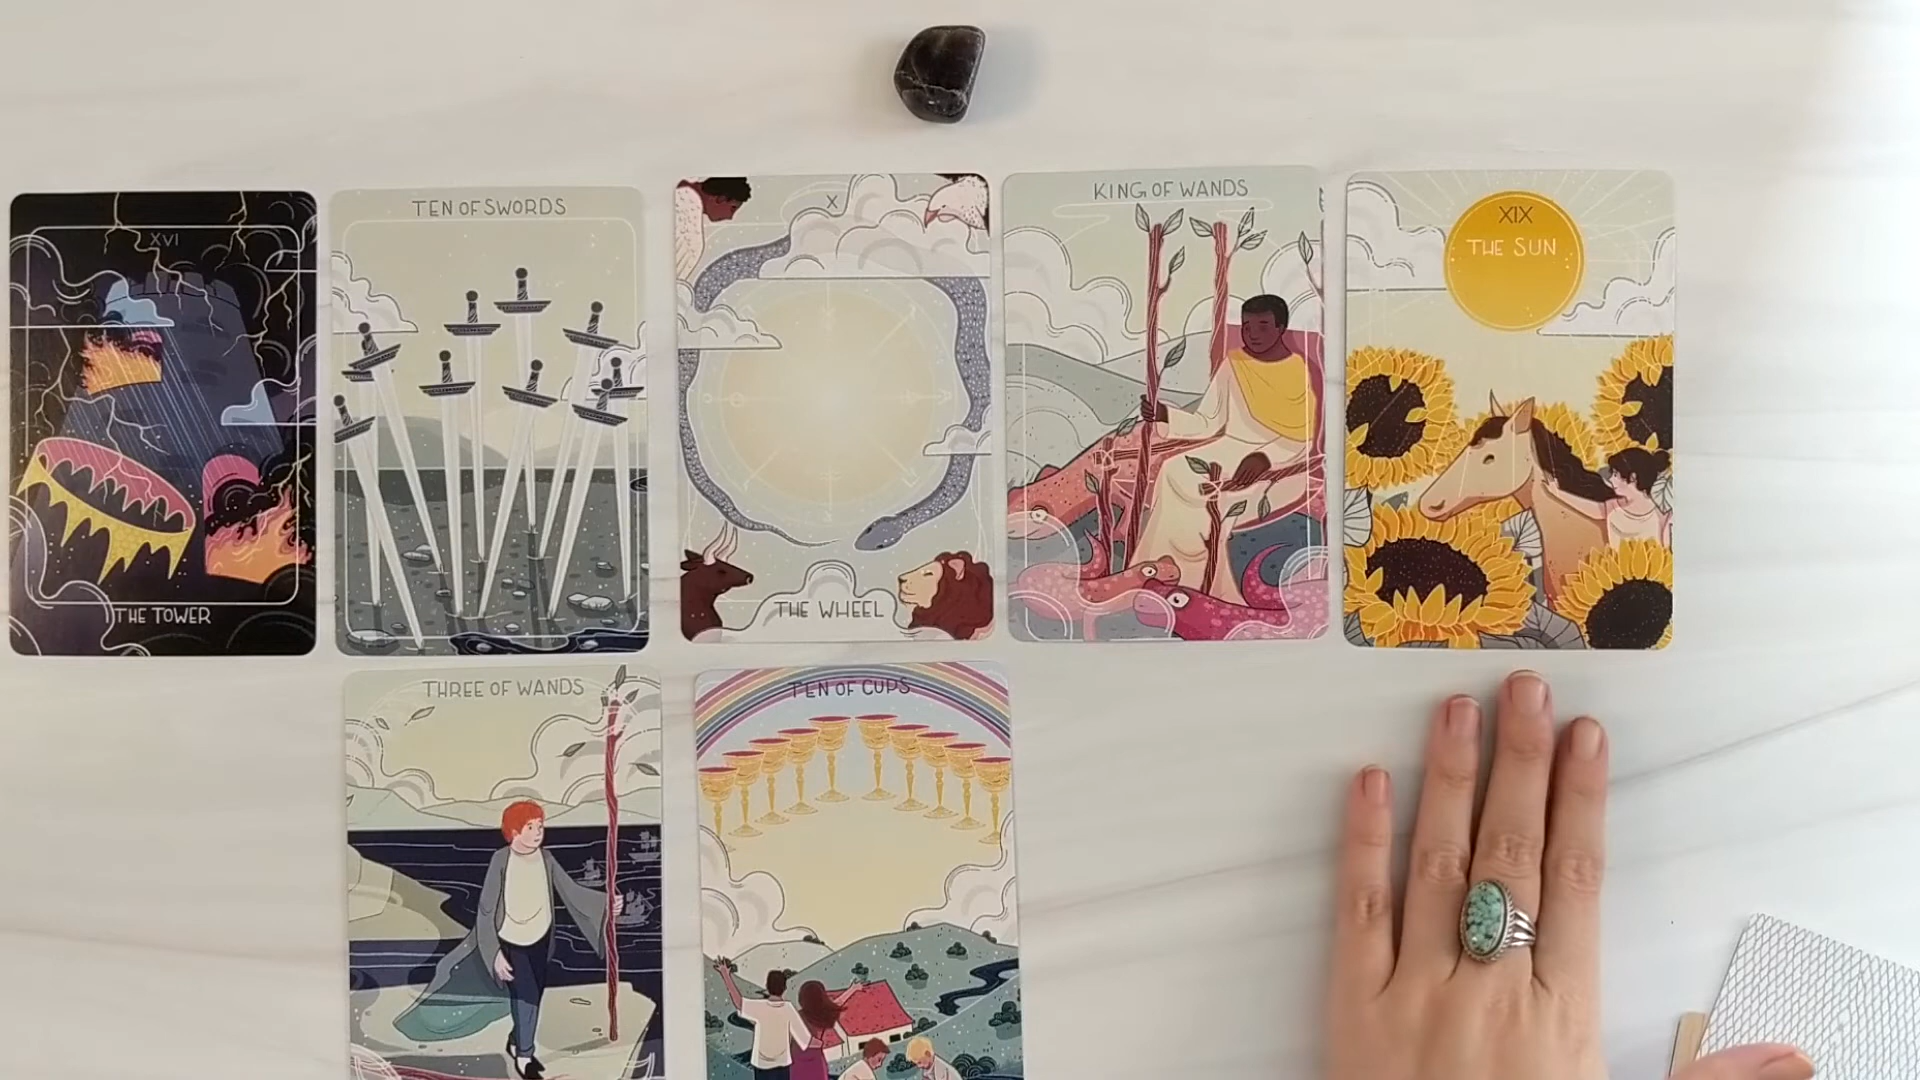 XVI
THE TOWER
TEN OF SWORDS
X
THE WHEEL
KING OF WANDS
XIX
THE SUN
THREE OF WANDS
TEN OF CUPS